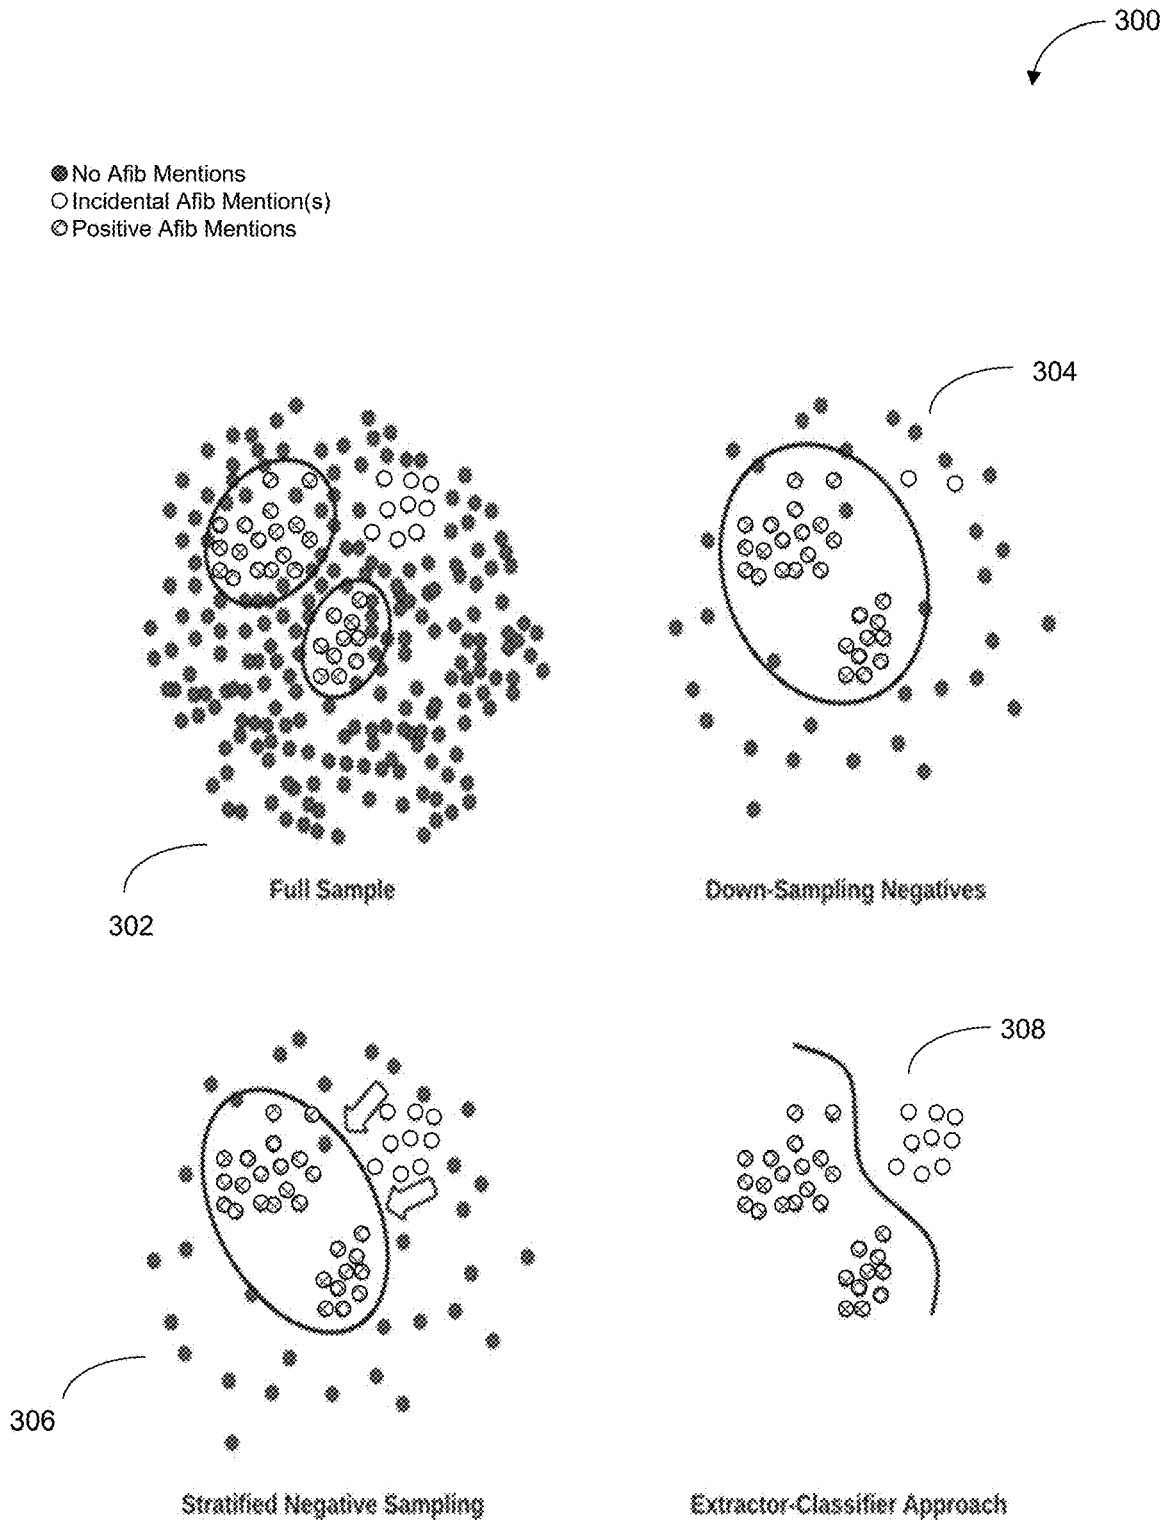 300
No Afib Mentions
Incidental Afib Mention(s)
Positive Afib Mentions
304
Full Sample
Down-Sampling Negatives
302
308
306
Stratified Negative Sampling
Extractor-Classifier Approach